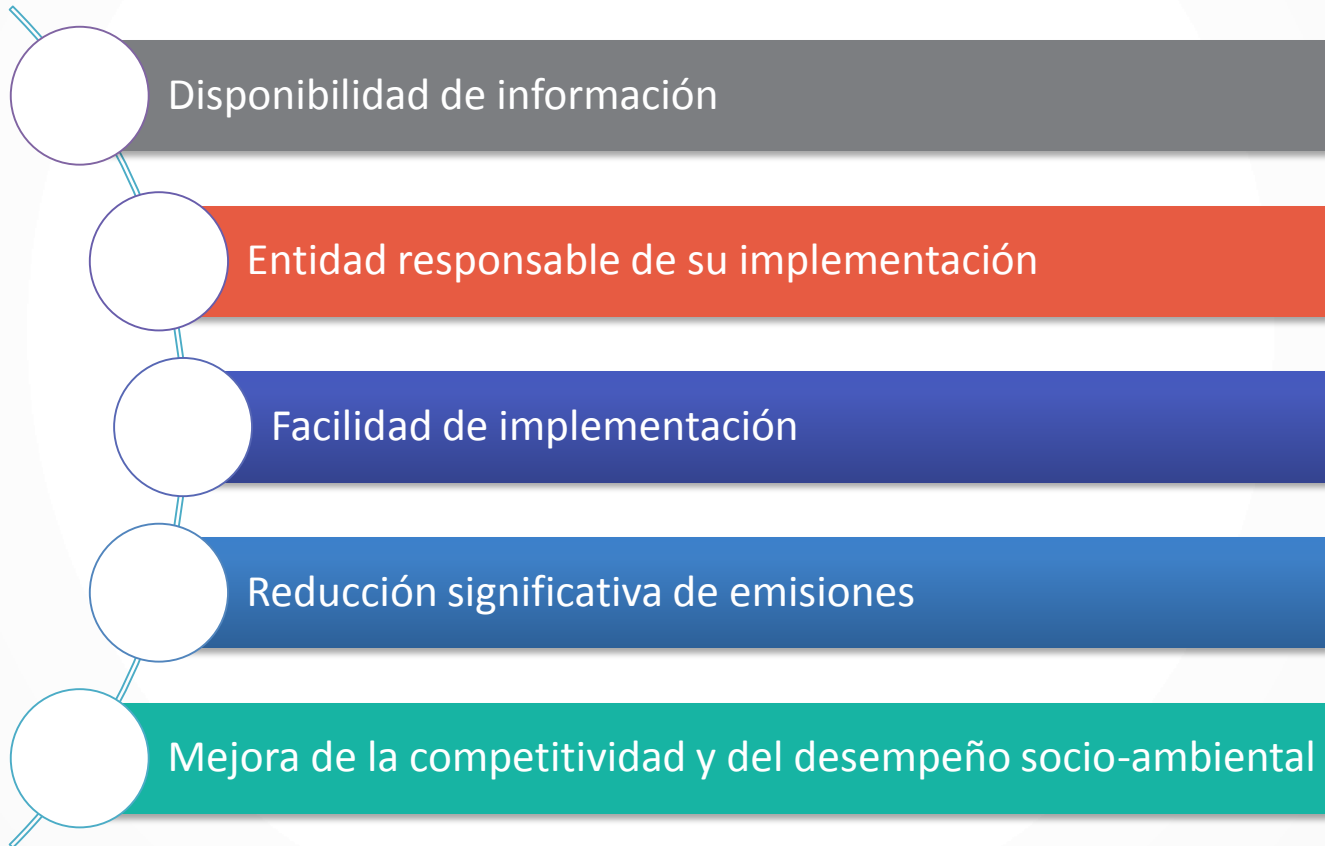 Disponibilidad de información
Entidad responsable de su implementación
Facilidad de implementación
Reducción significativa de emisiones
Mejora de la competitividad y del desempeño socio-ambiental